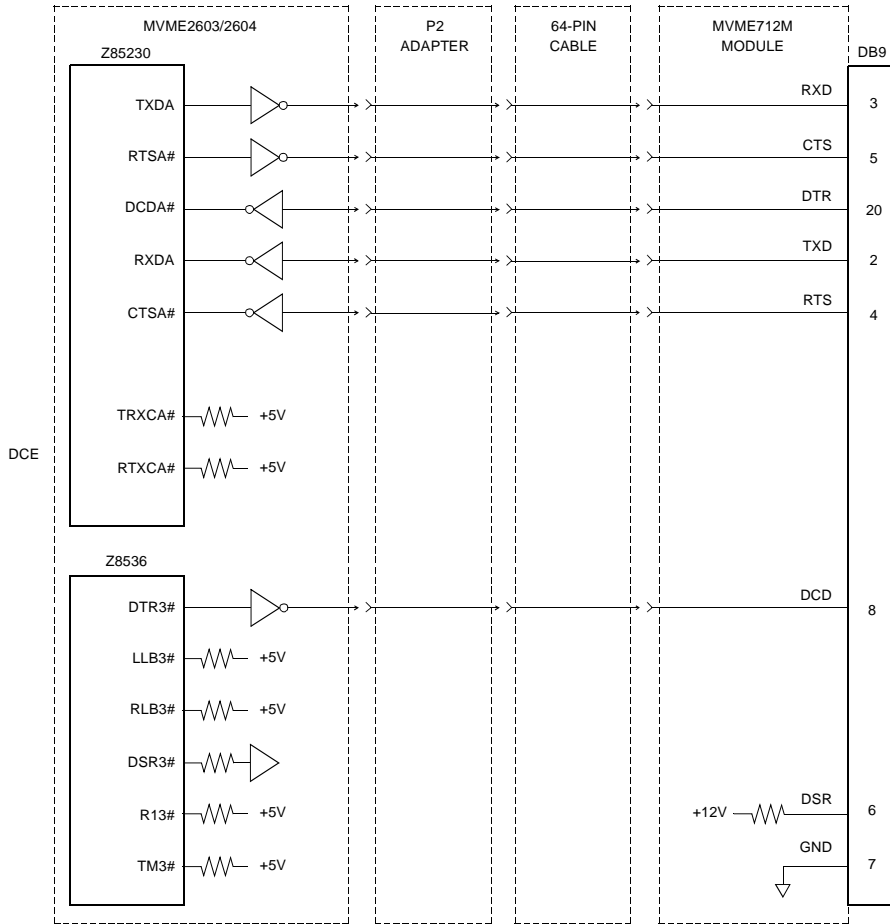 MVME2603/2604
P2
ADAPTER
64-PIN
CABLE
MVME712M
MODULE
Z85230
DB9
TXDA
RXD
3
RTSA#
CTS
5
DCDA#
DTR
20
RXDA
TXD
2
CTSA#
RTS
4
TRXCA#
+5V
DCE
RTXCA#
+5V
Z8536
DTR3#
DCD
8
LLB3#
+5V
RLB3#
+5V
DSR3#
R13#
+5V
+12V
DSR
6
TM3#
+5V
GND
7